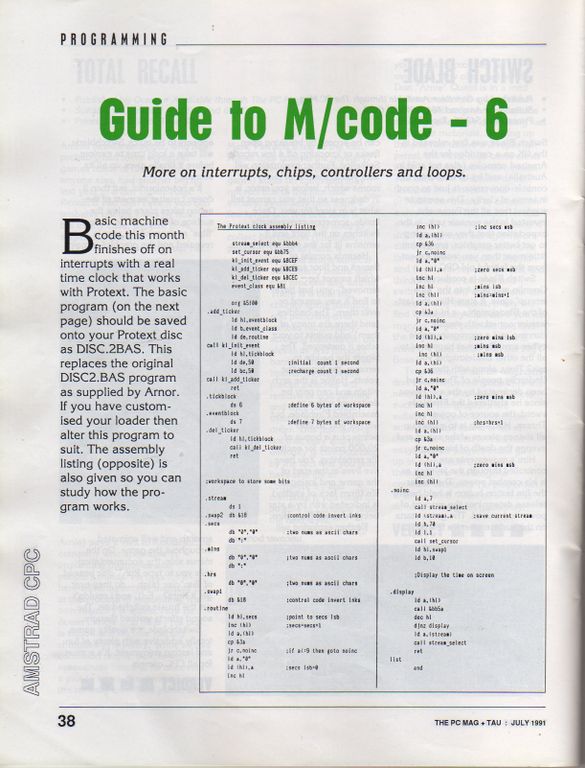 PROGRAMMING
Guide to M/code - 6
More on interrupts, chips, controllers and loops.
Basic machine
code this month
finishes off on
interrupts with a real
time clock that works
with Protext. The basic
program (on the next
page) should be saved
onto your Protext disc
as DISC.2BAS. This
replaces the original
DISC2.BAS program
as supplied by Arnor.
If you have custom-
ised your loader then
alter this program to
suit. The assembly
listing (opposite) is
also given so you can
study how the pro-
gram works.
The Protext clock assembly listing
stream_select equ &bbb4
set_cursor equ &bb75
kl_init_event equ &BCEF
kl_add_ticker equ &BCE9
kl_del_ticker equ &BCEC
event_class equ &81
org &5100
.add_ticker
ld hl,eventblock
ld b,event_class
ld de,routine
call kl_init_event
ld hl,tickblock
ld de,50 ;initial count 1 second
ld bc,50 ;recharge count 1 second
call kl_add_ticker
ret
.tickblock
ds 6 ;define 6 bytes of workspace
.eventblock
ds 7 ;define 7 bytes of workspace
.del_ticker
ld hl,tickblock
call kl_del_ticker
ret
;workspace to store some bits
.stream
ds 1
.swap2 db &18 ;control code invert inks
.secs
db "0","0" ;two nums as ascii chars
db ":"
.mins
db "0","0" ;two nums as ascii chars
db ":"
.hrs
db "0","0" ;two nums as ascii chars
.swap1
db &18 ;control code invert inks
.routine
ld hl,secs ;point to secs lsb
inc (hl) ;secs=secs+1
ld a,(hl)
cp &3a
jr c,noinc ;if a<=9 then goto noinc
ld a,"0"
ld (hl),a ;secs lsb=0
inc hl
inc (hl) ;inc secs msb
ld a,(hl)
cp &36
jr c,noinc
ld a,"0"
ld (hl),a ;zero secs msb
inc hl
inc hl ;mins lsb
inc (hl) ;mins=mins+1
ld a,(hl)
cp &3a
jr c,noinc
ld a,"0"
ld (hl),a ;zero mins lsb
inc hl ;mins msb
inc (hl) ;mins msb
ld a,(hl)
cp &36
jr c,noinc
ld a,"0"
ld (hl),a ;zero mins msb
inc hl
inc hl
inc (hl) ;hrs=hrs+1
ld a,(hl)
cp &3a
jr c,noinc
ld a,"0"
ld (hl),a ;zero mins msb
inc hl
inc (hl)
.noinc
ld a,7
call stream_select
ld (stream),a ;save current stream
ld h,70
ld l,1
call set_cursor
ld hl,swap1
ld b,10
;Display the time on screen
.display
ld a,(hl)
call &bb5a
dec hl
djnz display
ld a,(stream)
call stream_select
ret
list
end
AMSTRAD CPC
38
THE PC MAG + TAU : JULY 1991